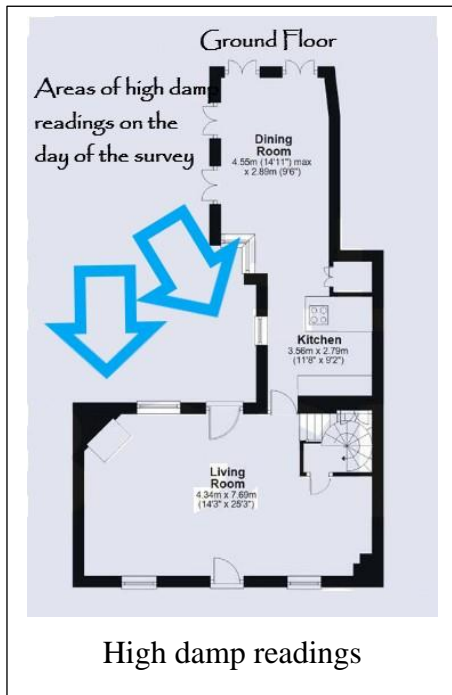 Ground Floor
Areas of high damp
readings on the
day of the survey
Dining
Room
4.55m (14'11") max
x 2.89m (9'6")
Kitchen
3.56m x 2.79m
(11'8" x 9'2")
Living
Room
4.34m x 7.69m
(14'3" x 25'3")
High damp readings